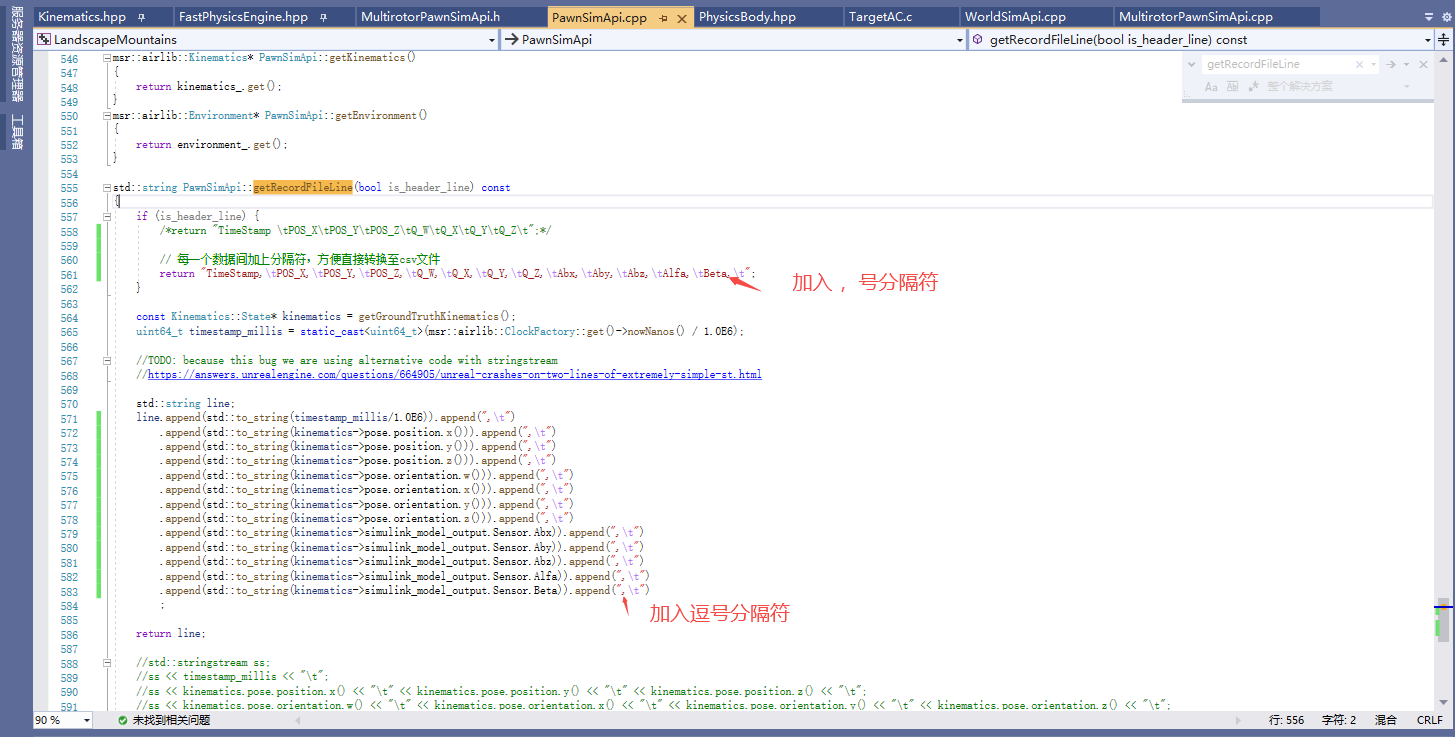 服务器资源管理器
工具箱
Kinematics.hpp FastPhysicsEngine.hpp MultirotorPawnSimApi.h PawnSimApi.cpp PhysicsBody.hpp TargetAC.c WorldSimApi.cpp MultirotorPawnSimApi.cpp
LandscapeMountains PawnSimApi getRecordFileLine(bool is_header_line) const
getRecordFileLine
Aa 整个解决方案
546 msr::airlib::Kinematics* PawnSimApi::getKinematics()
547 {
548 return kinematics_.get();
549 }
550 msr::airlib::Environment* PawnSimApi::getEnvironment()
551 {
552 return environment_.get();
553 }
554
555 std::string PawnSimApi::getRecordFileLine(bool is_header_line) const
556 {
557 if (is_header_line) {
558 /*return "TimeStamp \tPOS_X\tPOS_Y\tPOS_Z\tQ_W\tQ_X\tQ_Y\tQ_Z\t";*/
559
560 // 每一个数据间加上分隔符，方便直接转换至csv文件
561 return "TimeStamp,\tPOS_X,\tPOS_Y,\tPOS_Z,\tQ_W,\tQ_X,\tQ_Y,\tQ_Z,\tAbx,\tAby,\tAbz,\tAlfa,\tBeta,\t";
加入 ，号分隔符
562 }
563
564 const Kinematics::State* kinematics = getGroundTruthKinematics();
565 uint64_t timestamp_millis = static_cast<uint64_t>(msr::airlib::ClockFactory::get()->nowNanos() / 1.0E6);
566
567 //TODO: because this bug we are using alternative code with stringstream
568 //https://answers.unrealengine.com/questions/664905/unreal-crashes-on-two-lines-of-extremely-simple-st.html
569
570 std::string line;
571 line.append(std::to_string(timestamp_millis/1.0E6)).append(",\t")
572 .append(std::to_string(kinematics->pose.position.x())).append(",\t")
573 .append(std::to_string(kinematics->pose.position.y())).append(",\t")
574 .append(std::to_string(kinematics->pose.position.z())).append(",\t")
575 .append(std::to_string(kinematics->pose.orientation.w())).append(",\t")
576 .append(std::to_string(kinematics->pose.orientation.x())).append(",\t")
577 .append(std::to_string(kinematics->pose.orientation.y())).append(",\t")
578 .append(std::to_string(kinematics->pose.orientation.z())).append(",\t")
579 .append(std::to_string(kinematics->simulink_model_output.Sensor.Abx)).append(",\t")
580 .append(std::to_string(kinematics->simulink_model_output.Sensor.Aby)).append(",\t")
581 .append(std::to_string(kinematics->simulink_model_output.Sensor.Abz)).append(",\t")
582 .append(std::to_string(kinematics->simulink_model_output.Sensor.Alfa)).append(",\t")
583 .append(std::to_string(kinematics->simulink_model_output.Sensor.Beta)).append(",\t")
584 ;
加入逗号分隔符
585
586 return line;
587
588 //std::stringstream ss;
589 //ss << timestamp_millis << "\t";
590 //ss << kinematics.pose.position.x() << "\t" << kinematics.pose.position.y() << "\t" << kinematics.pose.position.z() << "\t";
591 //ss << kinematics.pose.orientation.w() << "\t" << kinematics.pose.orientation.x() << "\t" << kinematics.pose.orientation.y() << "\t" << kinematics.pose.orientation.z() << "\t";
90 % 未找到相关问题 行: 556 字符: 2 混合 CRLF